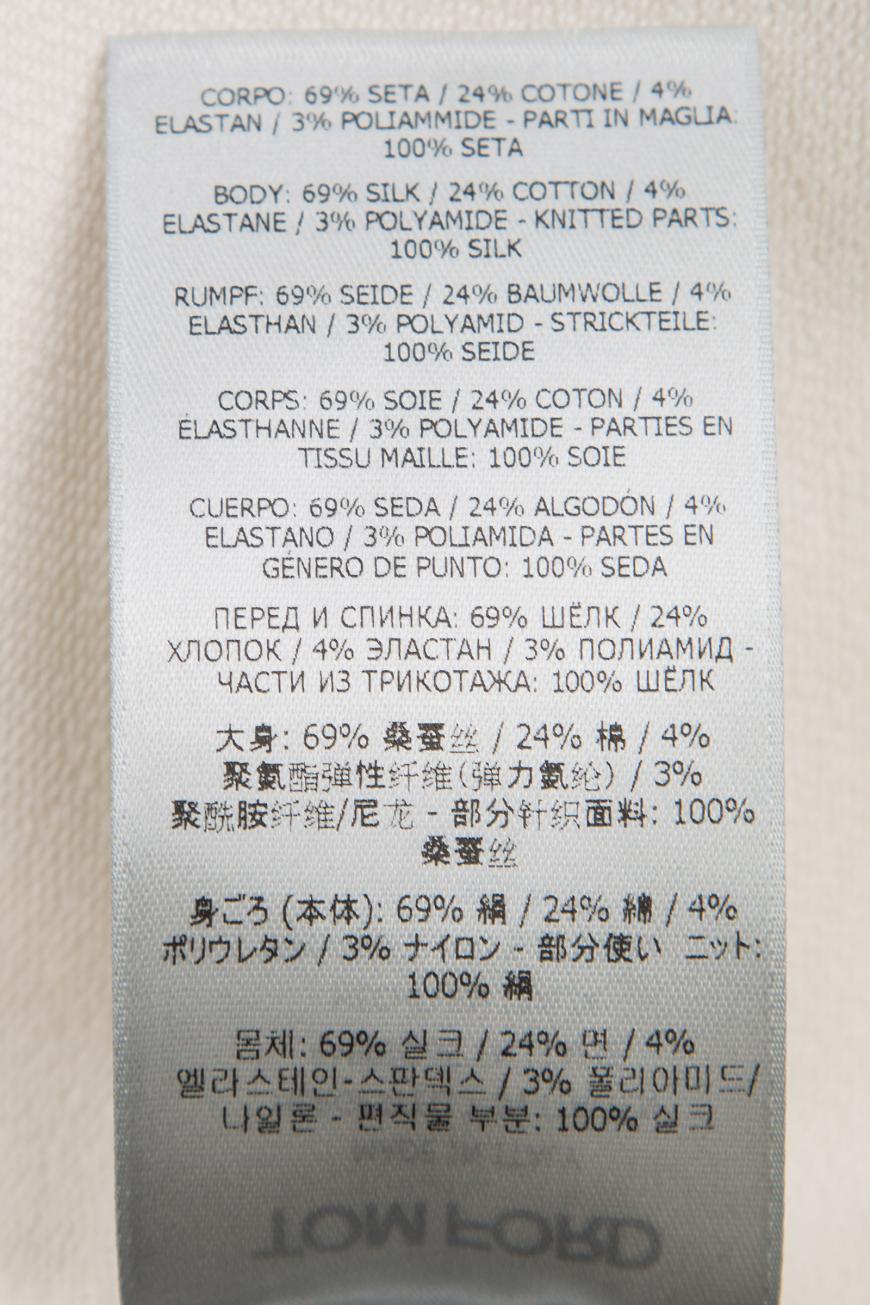 CORPO: 69% SETA / 24% COTONE / 4%
ELASTAN / 3% POLIAMMIDE - PARTI IN MAGLIA:
100% SETA
BODY: 69% SILK / 24% COTTON / 4%
ELASTANE / 3% POLYAMIDE - KNITTED PARTS:
100% SILK
RUMPF: 69% SEIDE / 24% BAUMWOLLE / 4%
ELASTHAN / 3% POLYAMID - STRICKTEILE:
100% SEIDE
CORPS: 69% SOIE / 24% COTON / 4%
ÉLASTHANNE / 3% POLYAMIDE - PARTIES EN
TISSU MAILLE: 100% SOIE
CUERPO: 69% SEDA / 24% ALGODÓN / 4%
ELASTANO / 3% POLIAMIDA - PARTES EN
GÉNERO DE PUNTO: 100% SEDA
ПЕРЕД И СПИНКА: 69% ШЁЛК / 24%
ХЛОПОК / 4% ЭЛАСТАН / 3% ПОЛИАМИД -
ЧАСТИ ИЗ ТРИКОТАЖА: 100% ШЁЛК
大身: 69% 桑蚕丝 / 24% 棉 / 4%
聚氨酯弹性纤维(弹力氨纶) / 3%
聚酰胺纤维/尼龙 - 部分针织面料: 100%
桑蚕丝
身ごろ (本体): 69% 絹 / 24% 綿 / 4%
ポリウレタン / 3% ナイロン - 部分使い ニット:
100% 絹
몸체: 69% 실크 / 24% 면 / 4%
엘라스테인-스판덱스 / 3% 폴리아미드/
나일론 - 편직물 부분: 100% 실크
MADE IN ITALY
TOM FORD